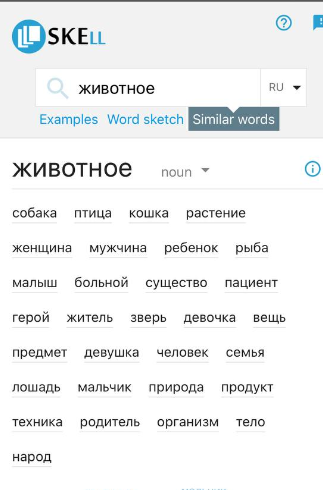 SKELL
животное
RU
Examples Word sketch Similar words
животное noun
собака птица кошка растение
женщина мужчина ребенок рыба
малыш больной существо пациент
герой житель зверь девочка вещь
предмет девушка человек семья
лошадь мальчик природа продукт
техника родитель организм тело
народ